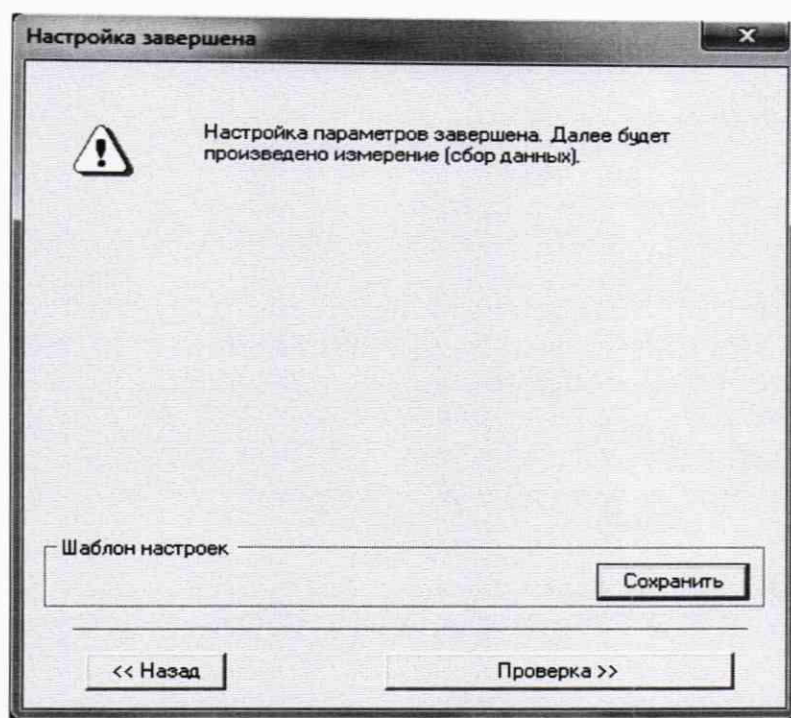 Настройка завершена
Настройка параметров завершена. Далее будет
произведено измерение (сбор данных).
Шаблон настроек
Сохранить
<< Назад
Проверка >>